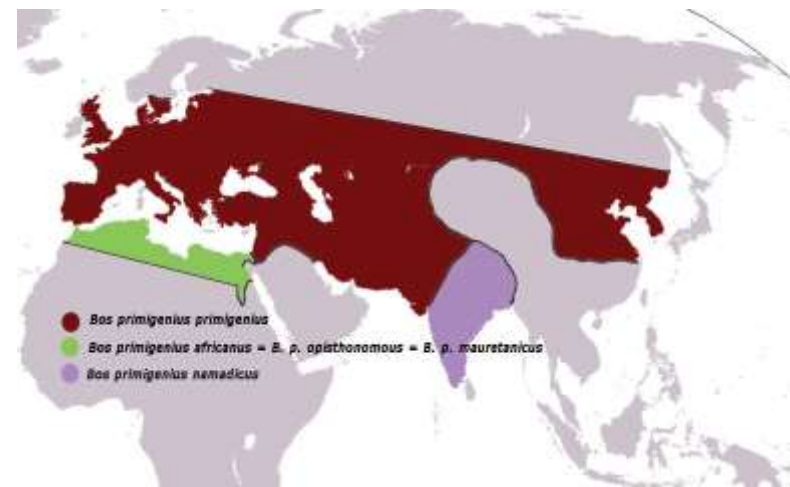 Bos primigenius primigenius
Bos primigenius africanus = B. p. opisthonomous = B. p. mauretanicus
Bos primigenius namadicus